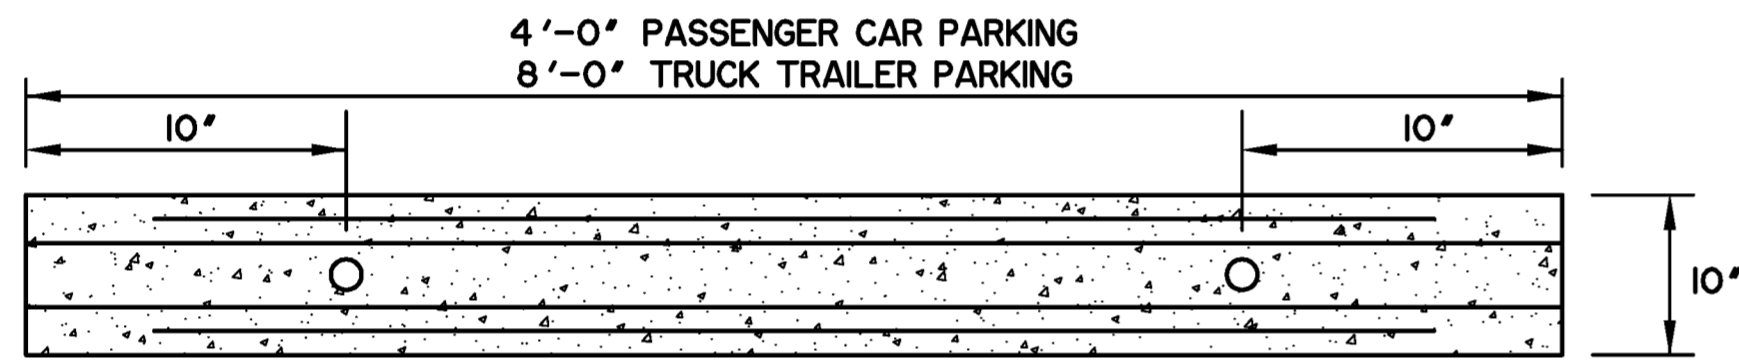 4'-0" PASSENGER CAR PARKING
8'-0" TRUCK TRAILER PARKING
10"
10"
10"